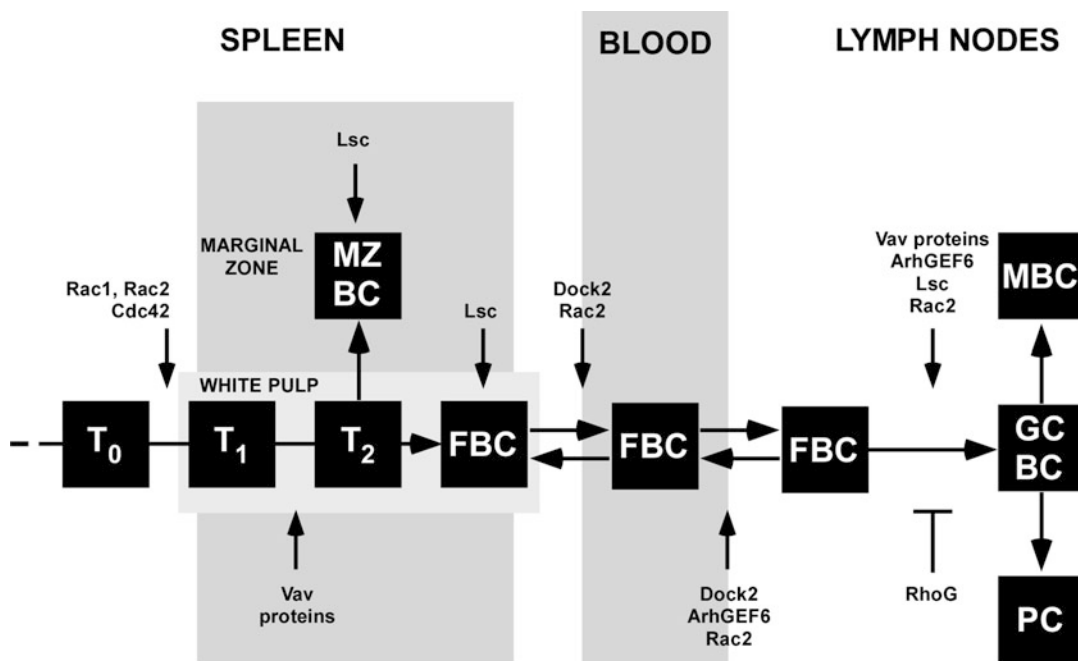 SPLEEN
BLOOD
LYMPH NODES
Lsc
MARGINAL
ZONE
MZ
BC
Vav proteins
ArhGEF6
Lsc
Rac2
MBC
Rac1, Rac2
Cdc42
Lsc
Dock2
Rac2
WHITE PULP
T0
T1
T2
FBC
FBC
FBC
GC
BC
Vav
proteins
Dock2
ArhGEF6
Rac2
RhoG
PC